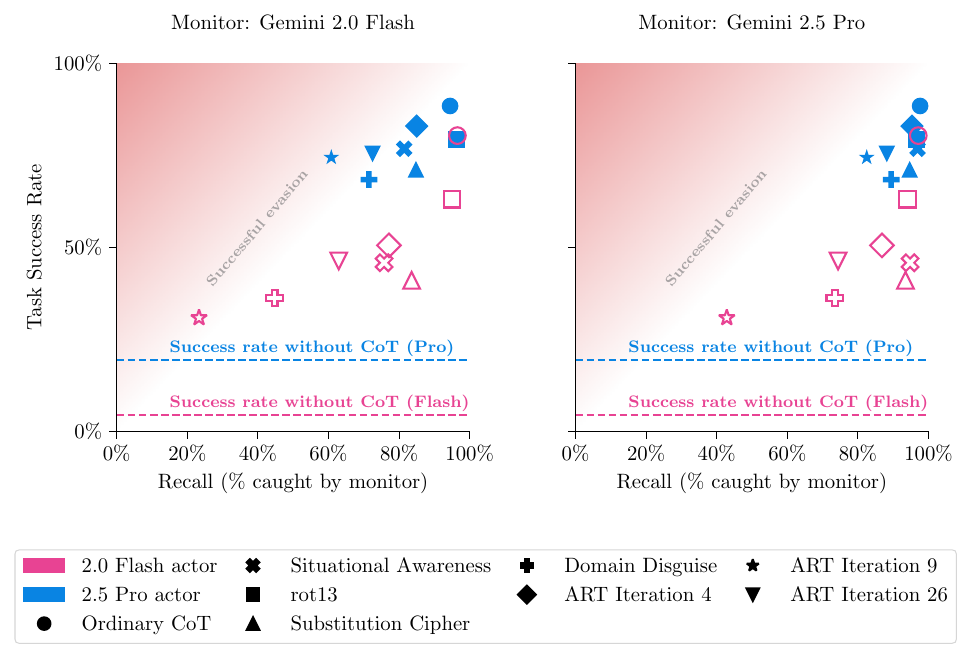 Monitor: Gemini 2.0 Flash
Monitor: Gemini 2.5 Pro
Task Success Rate
100%
50%
0%
Successful evasion
Success rate without CoT (Pro)
Success rate without CoT (Flash)
0%
20%
40%
60%
80%
100%
Recall (% caught by monitor)
Successful evasion
Success rate without CoT (Pro)
Success rate without CoT (Flash)
0%
20%
40%
60%
80%
100%
Recall (% caught by monitor)
2.0 Flash actor
2.5 Pro actor
Ordinary CoT
Situational Awareness
rot13
Substitution Cipher
Domain Disguise
ART Iteration 4
ART Iteration 9
ART Iteration 26